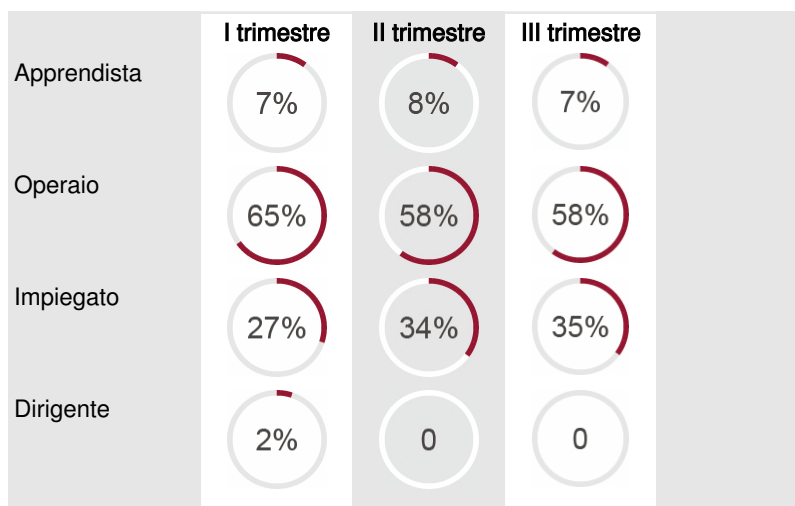 I trimestre II trimestre III trimestre
Apprendista 7% 8% 7%
Operaio 65% 58% 58%
Impiegato 27% 34% 35%
Dirigente 2% 0 0